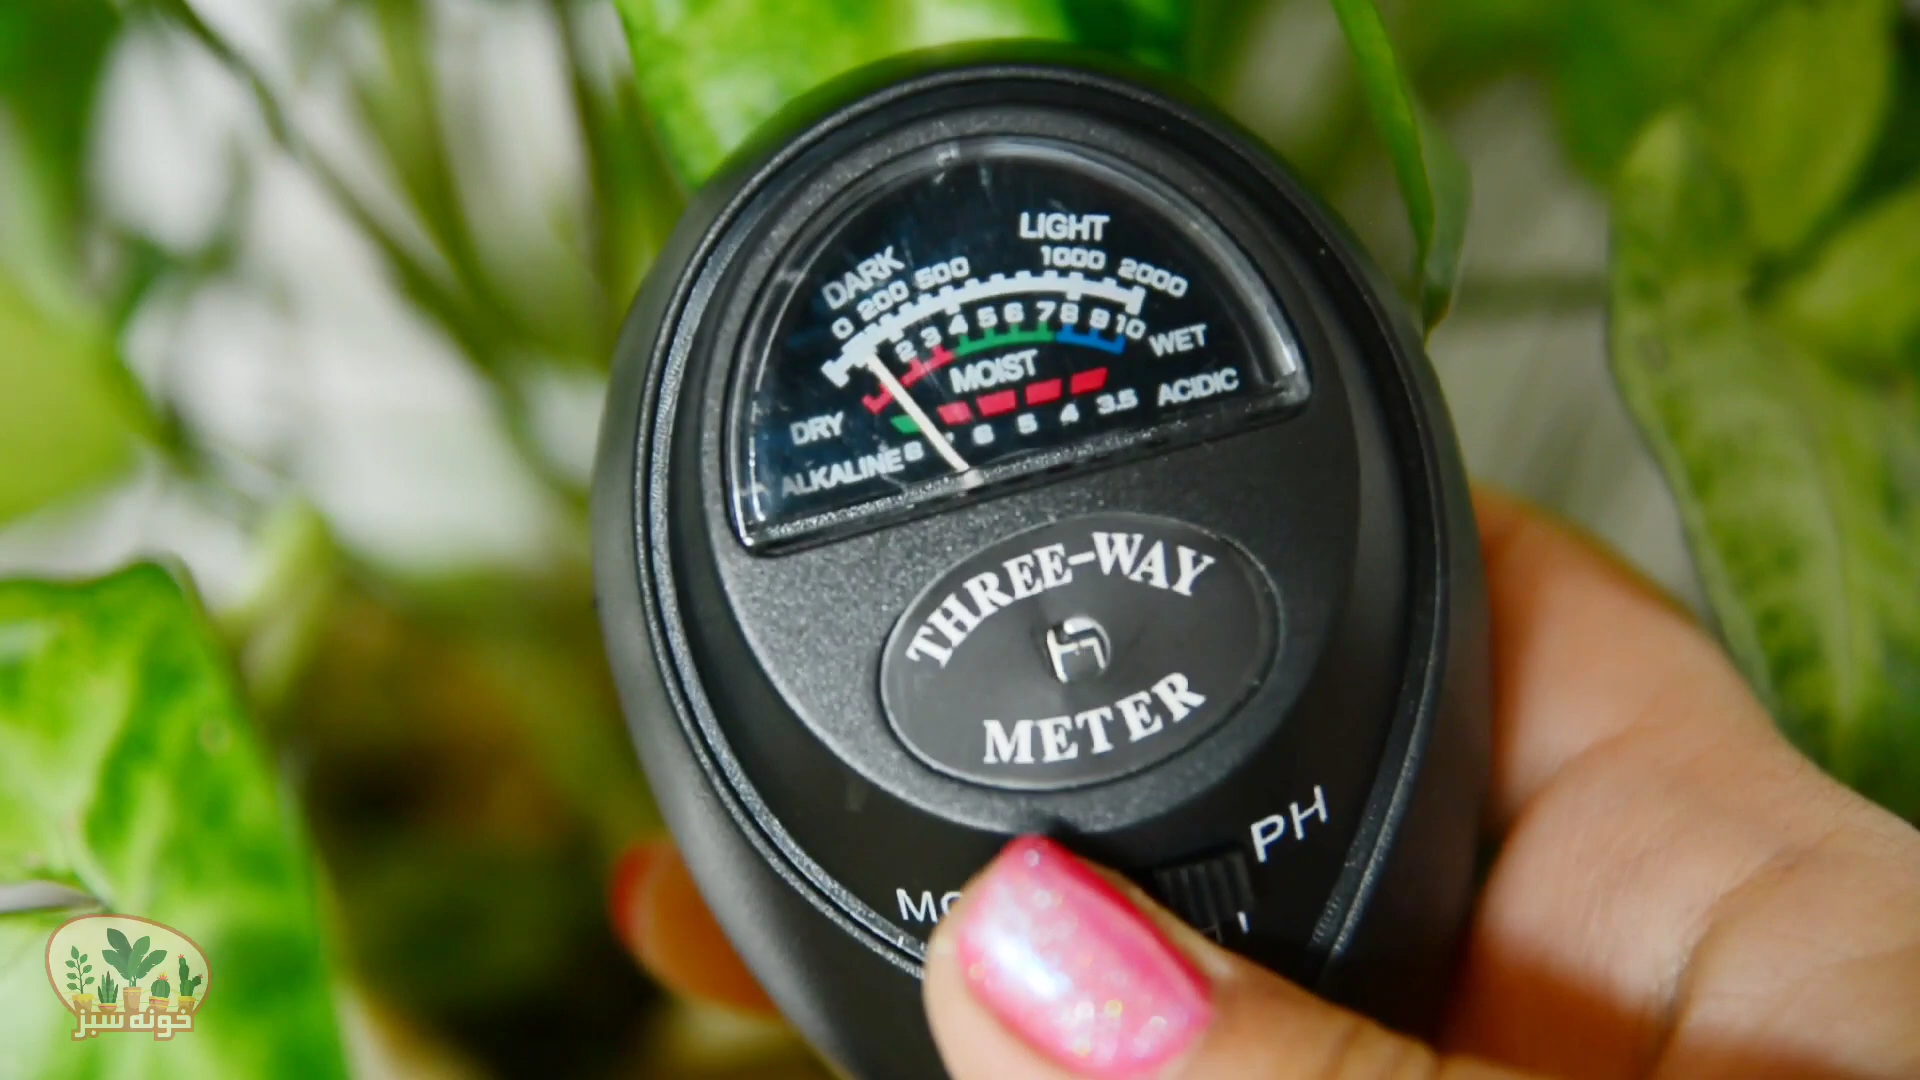 LIGHT
DARK
0 200 500 1000 2000
2 3 4 5 6 7 8 9 10
WET
MOIST
DRY
ACIDIC
ALKALINE 8 6 5 4 3.5
THREE-WAY
METER
PH
خونه سبز